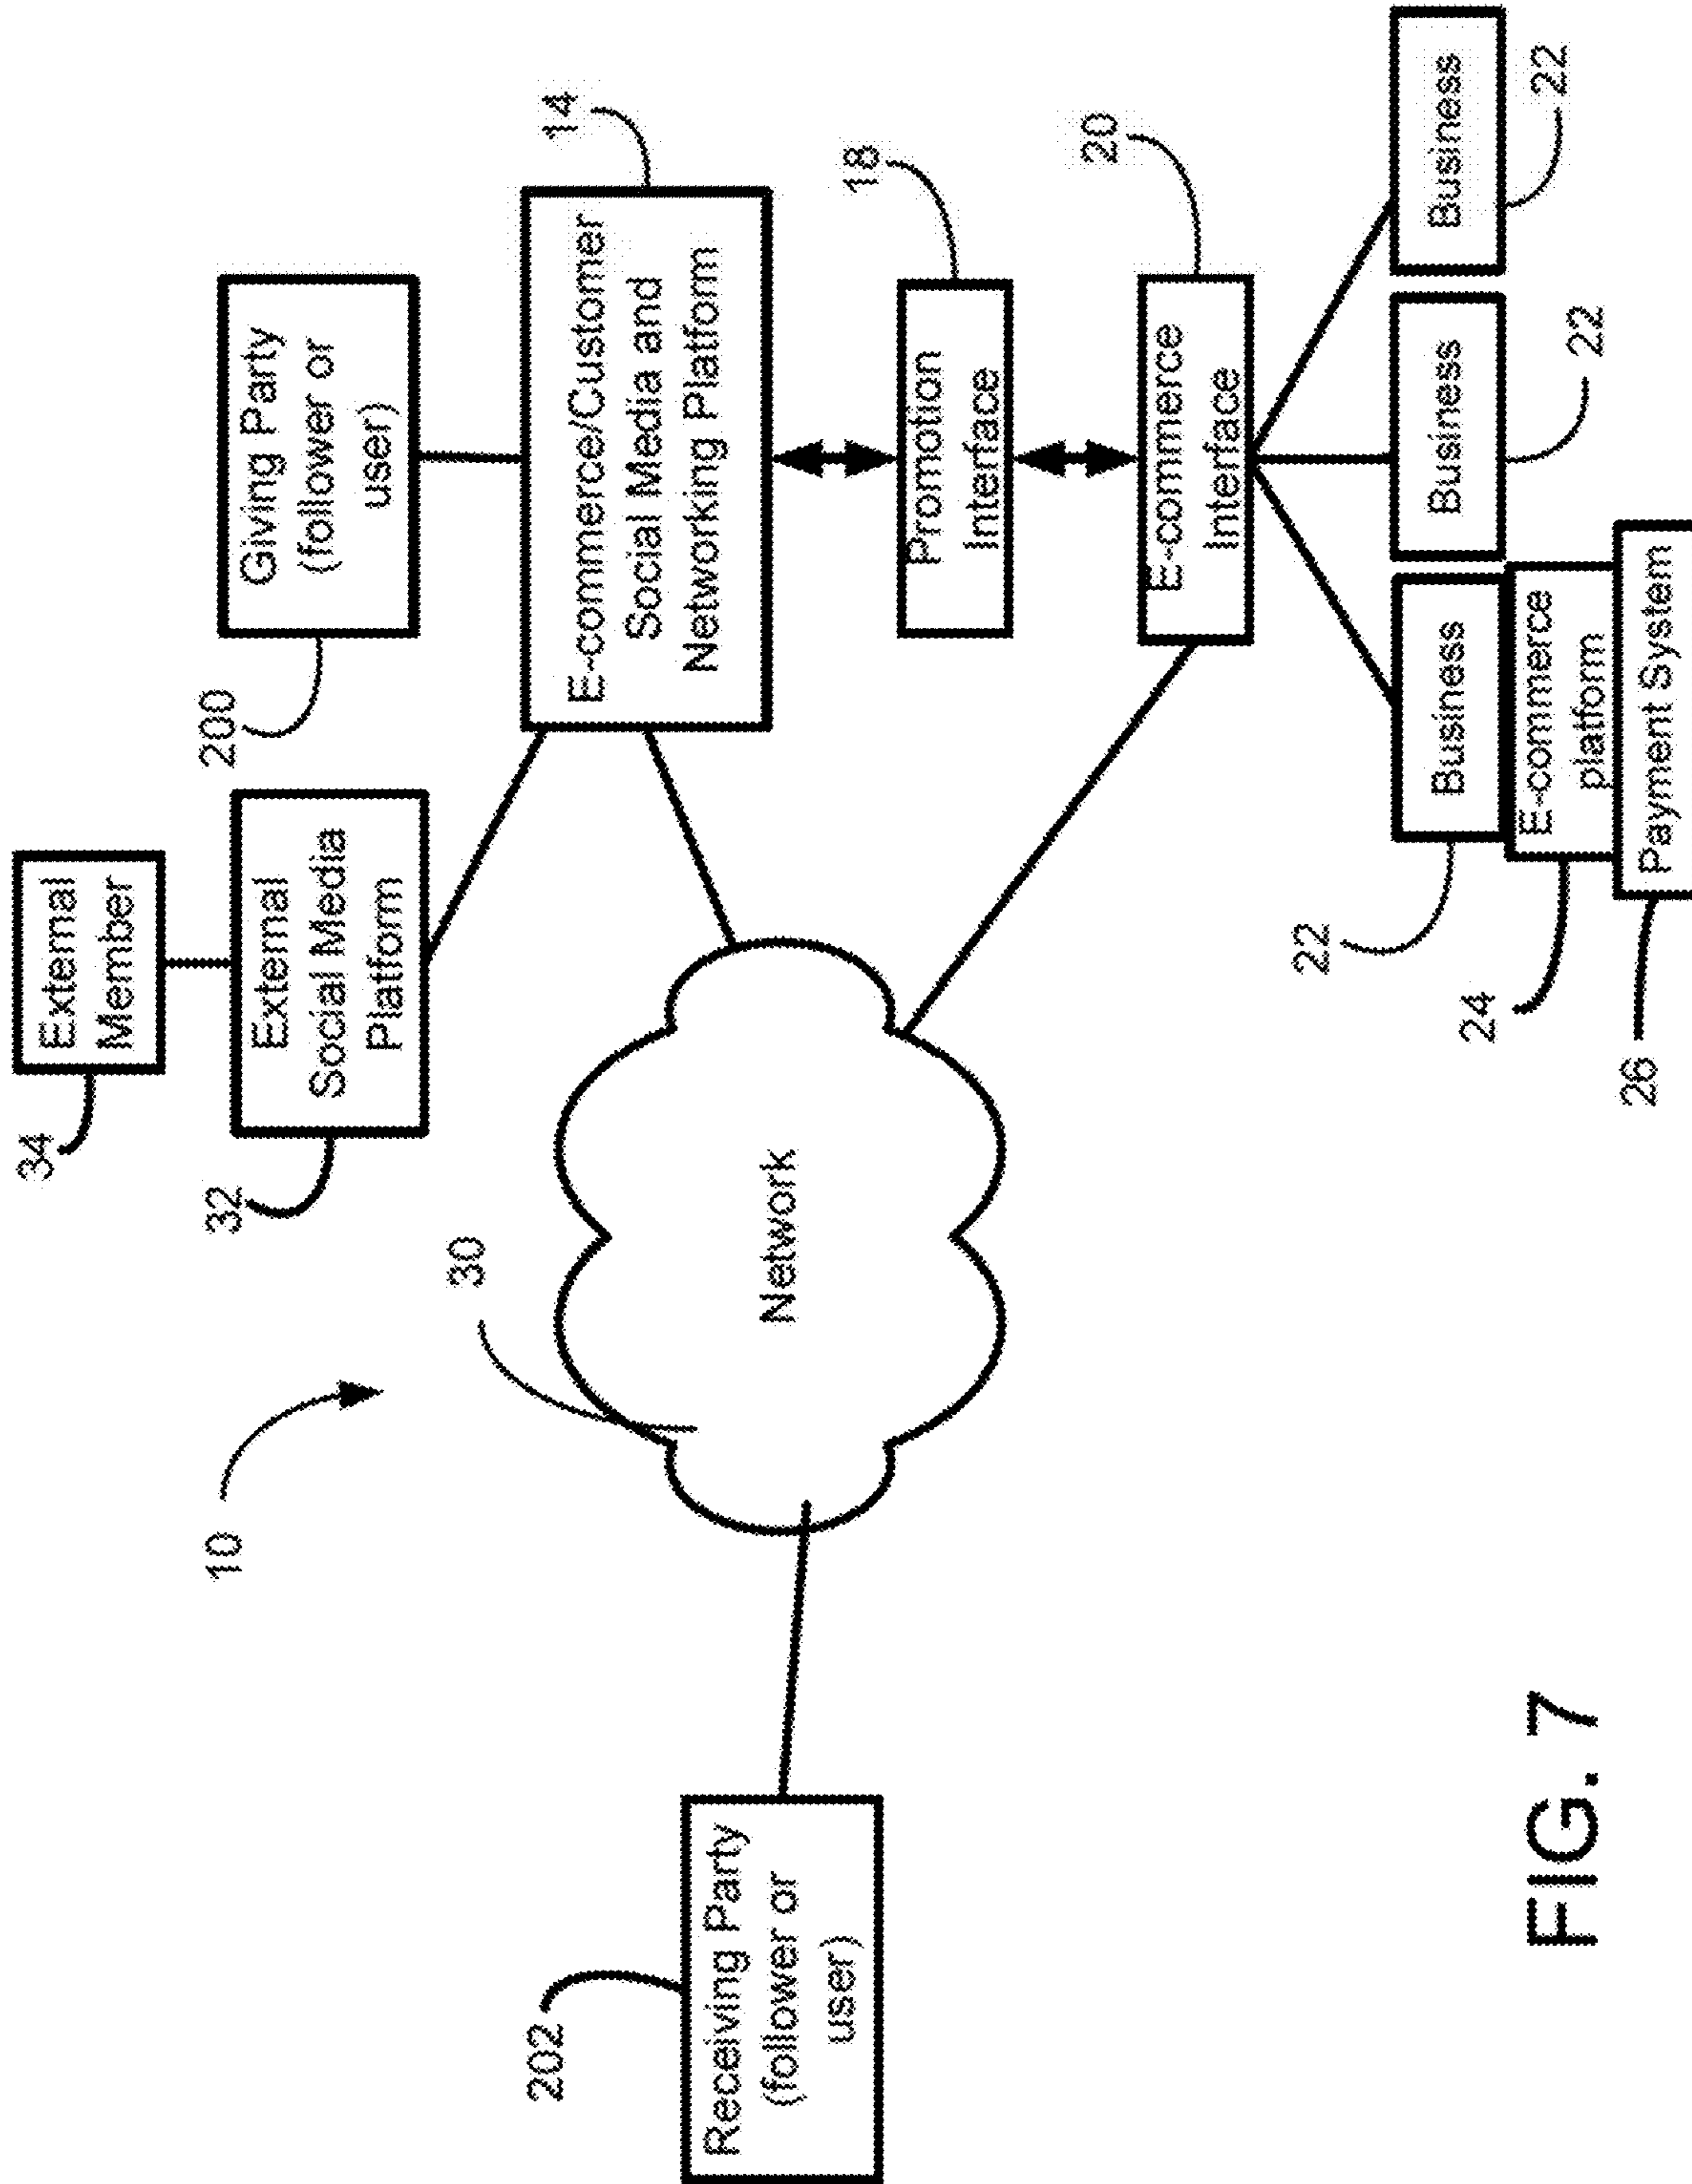 34
External
Member
32
External
Social Media
Platform
200
Giving Party
(follower or
user)
10
30
Network
14
E-commerce/Customer
Social Media and
Networking Platform
202
Receiving Party
(follower or
user)
18
Promotion
Interface
20
E-commerce
Interface
22
Business
24
E-commerce
platform
26
Payment System
Business
22
Business
22
FIG. 7